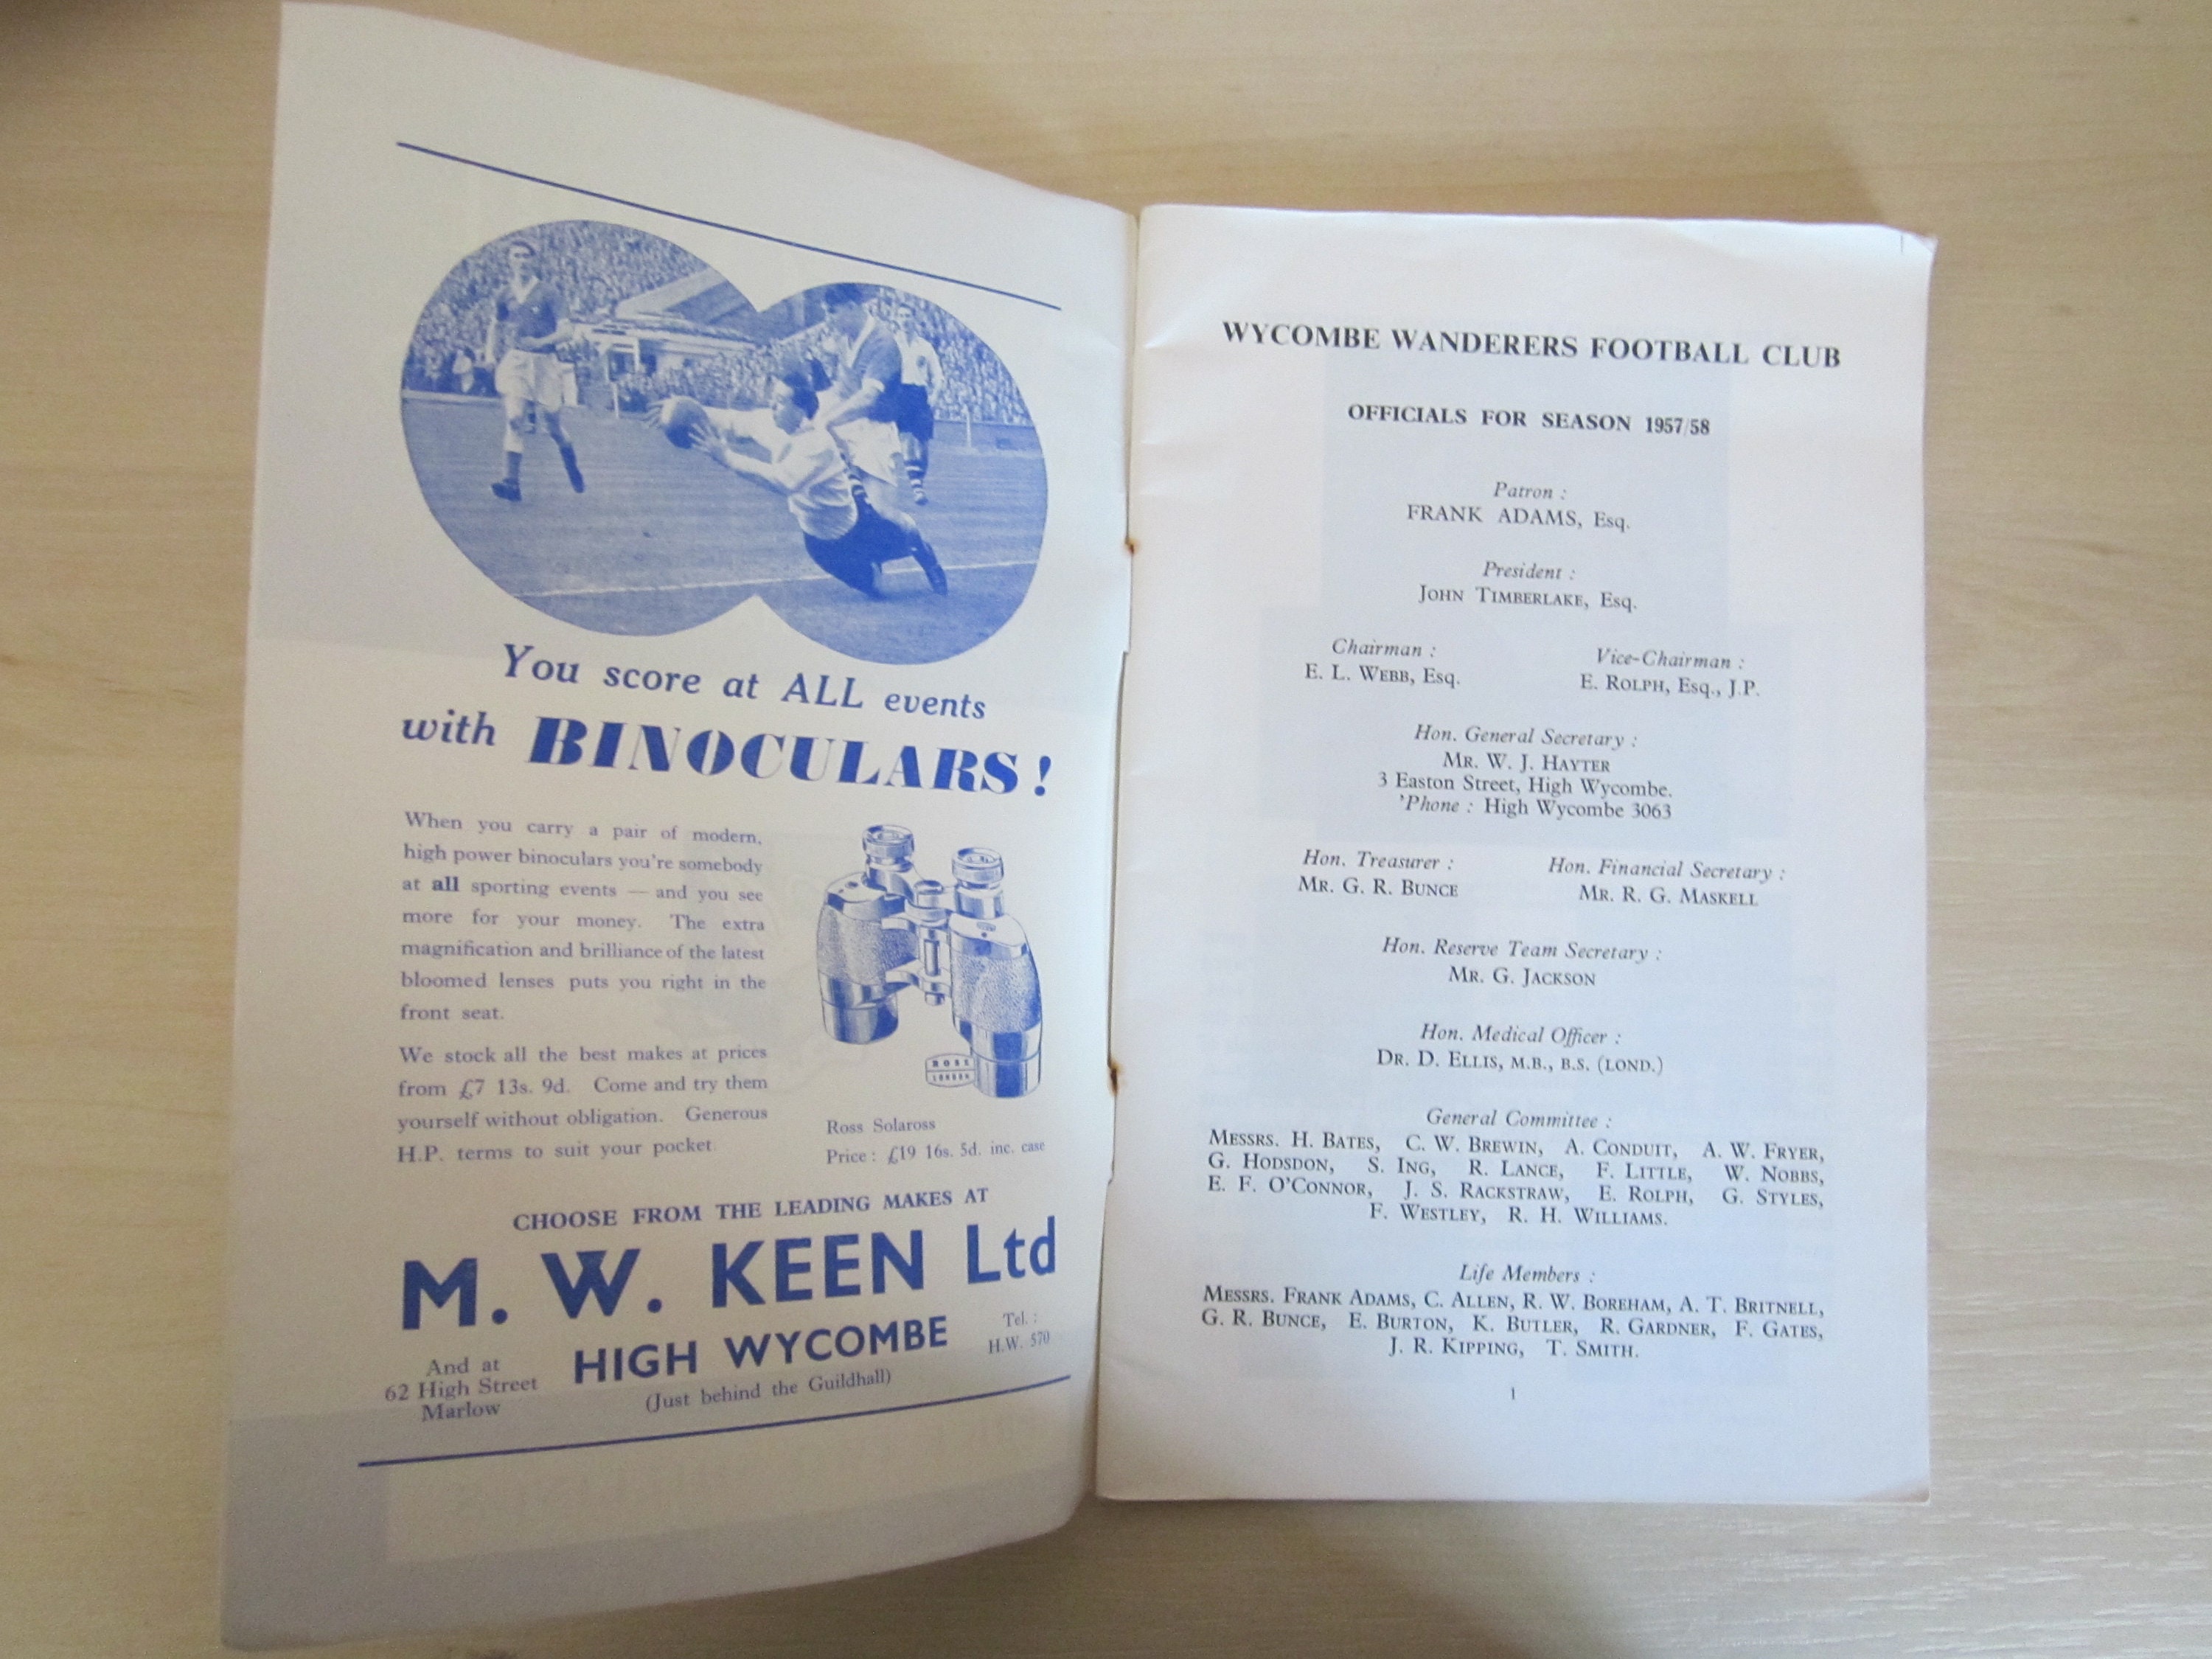 You score at ALL events
with BINOCULARS!
When you carry a pair of modern,
high power binoculars you're somebody
at all sporting events — and you see
more for your money. The extra
magnification and brilliance of the latest
bloomed lenses puts you right in the
front seat.
We stock all the best makes at prices
from £7 13s. 9d. Come and try them
yourself without obligation. Generous
H.P. terms to suit your pocket.
ROSS
LONDON
Ross Solaross
Price : £19 16s. 5d. inc. case
CHOOSE FROM THE LEADING MAKES AT
M. W. KEEN Ltd
HIGH WYCOMBE
(Just behind the Guildhall)
And at
62 High Street
Marlow
Tel. :
H.W. 570
WYCOMBE WANDERERS FOOTBALL CLUB
OFFICIALS FOR SEASON 1957/58
Patron :
FRANK ADAMS, Esq.
President :
JOHN TIMBERLAKE, Esq.
Chairman :
E. L. WEBB, Esq.
Vice-Chairman :
E. ROLPH, Esq., J.P.
Hon. General Secretary :
MR. W. J. HAYTER
3 Easton Street, High Wycombe.
'Phone : High Wycombe 3063
Hon. Treasurer :
MR. G. R. BUNCE
Hon. Financial Secretary :
MR. R. G. MASKELL
Hon. Reserve Team Secretary :
MR. G. JACKSON
Hon. Medical Officer :
DR. D. ELLIS, M.B., B.S. (LOND.)
General Committee :
MESSRS. H. BATES, C. W. BREWIN, A. CONDUIT, A. W. FRYER,
G. HODSDON, S. ING, R. LANCE, F. LITTLE, W. NOBBS,
E. F. O'CONNOR, J. S. RACKSTRAW, E. ROLPH, G. STYLES,
F. WESTLEY, R. H. WILLIAMS.
Life Members :
MESSRS. FRANK ADAMS, C. ALLEN, R. W. BOREHAM, A. T. BRITNELL,
G. R. BUNCE, E. BURTON, K. BUTLER, R. GARDNER, F. GATES,
J. R. KIPPING, T. SMITH.
1